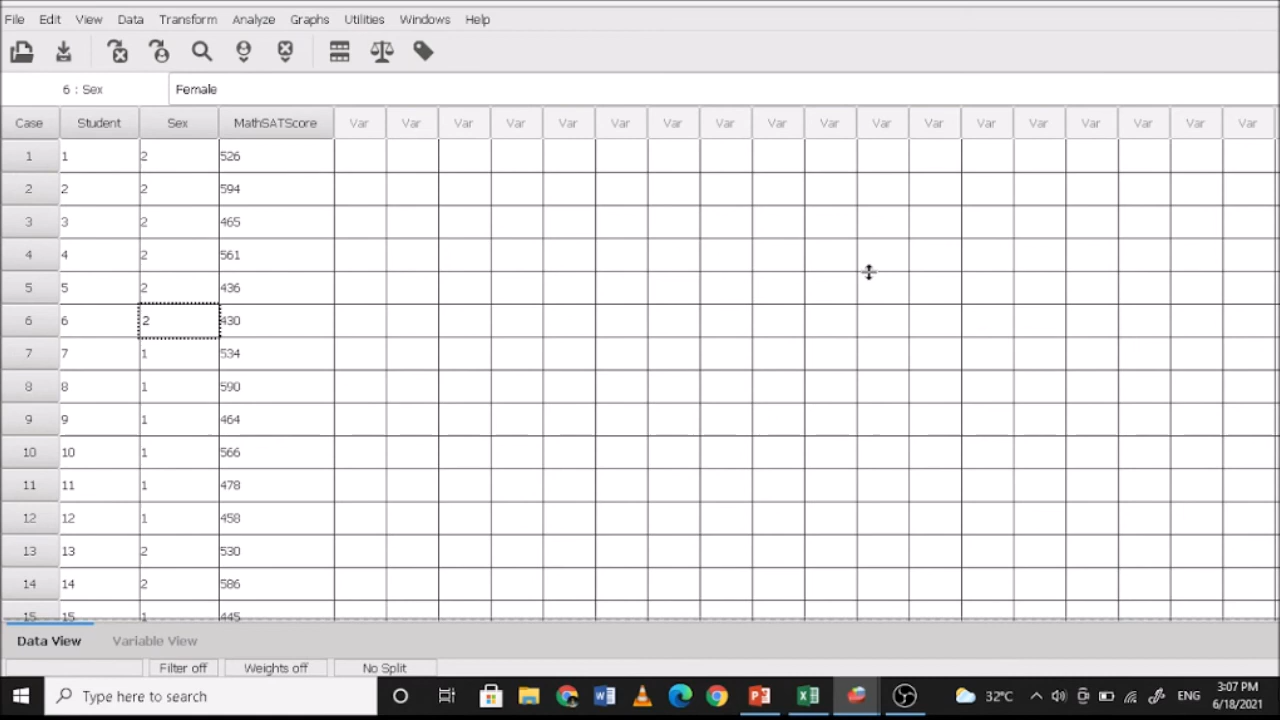 File Edit View Data Transform Analyze Graphs Utilities Windows Help
6 : Sex Female
Case Student Sex MathSATScore Var Var Var Var Var Var Var Var Var Var Var Var Var Var Var Var Var Var
1 1 2 526
2 2 2 594
3 3 2 465
4 4 2 561
5 5 2 436
6 6 2 430
7 7 1 534
8 8 1 590
9 9 1 464
10 10 1 566
11 11 1 478
12 12 1 458
13 13 2 530
14 14 2 586
15 15 1 445
Data View Variable View
Filter off Weights off No Split
Type here to search 32°C ENG 3:07 PM
6/18/2021